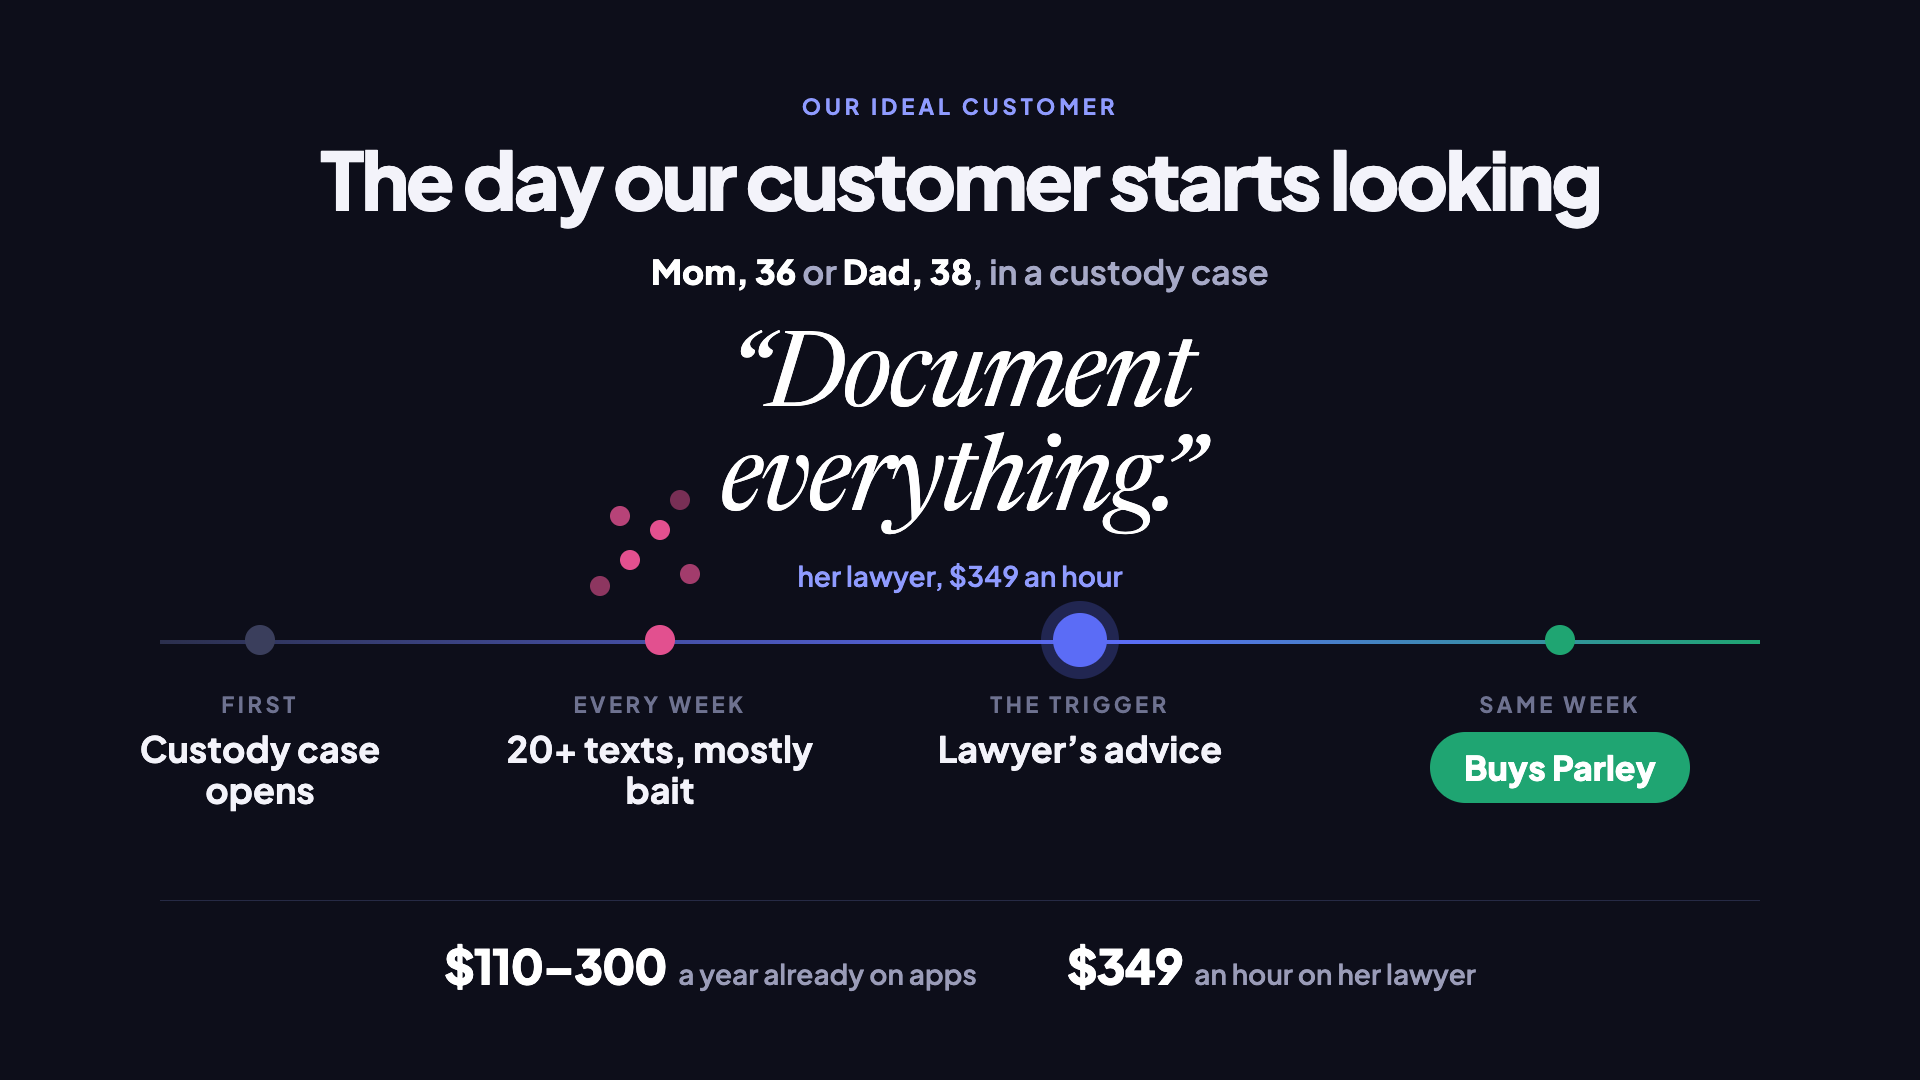 OUR IDEAL CUSTOMER
The day our customer starts looking
Mom, 36 or Dad, 38, in a custody case
“Document
everything.”
her lawyer, $349 an hour
FIRST
Custody case
opens
EVERY WEEK
20+ texts, mostly
bait
THE TRIGGER
Lawyer’s advice
SAME WEEK
Buys Parley
$110–300 a year already on apps
$349 an hour on her lawyer